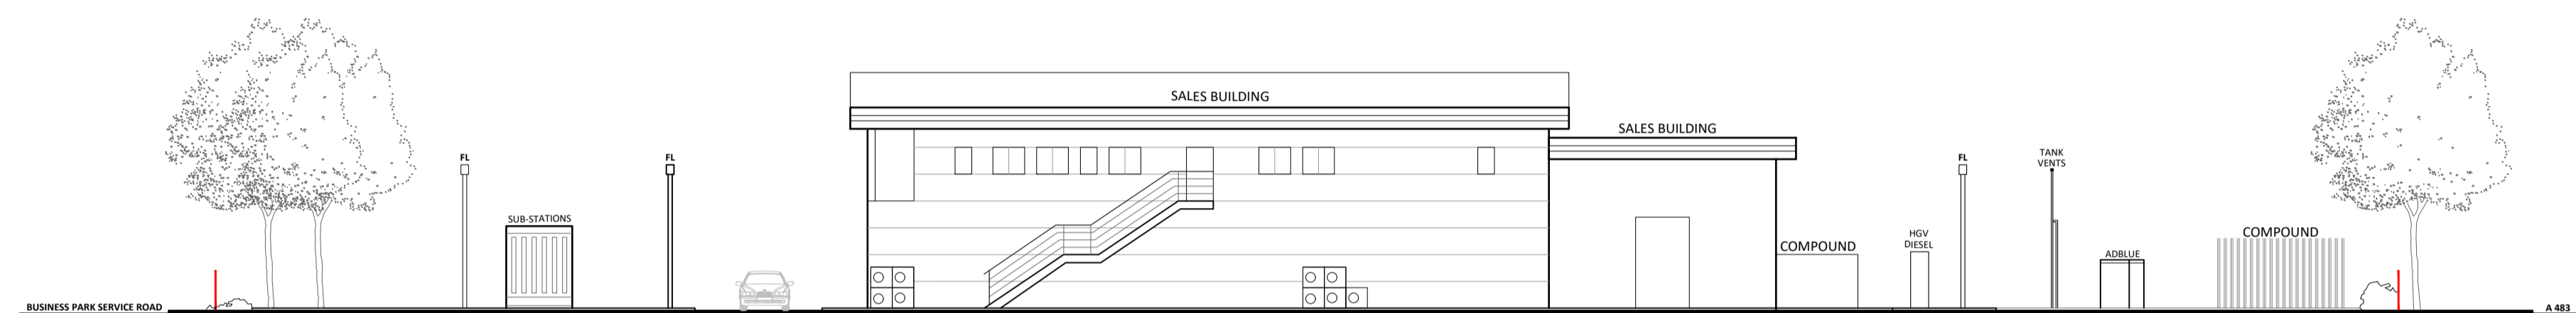 SALES BUILDING
SALES BUILDING
FL
FL
FL
TANK
VENTS
SUB-STATIONS
HGV
DIESEL
COMPOUND
COMPOUND
ADBLUE
BUSINESS PARK SERVICE ROAD
A 483